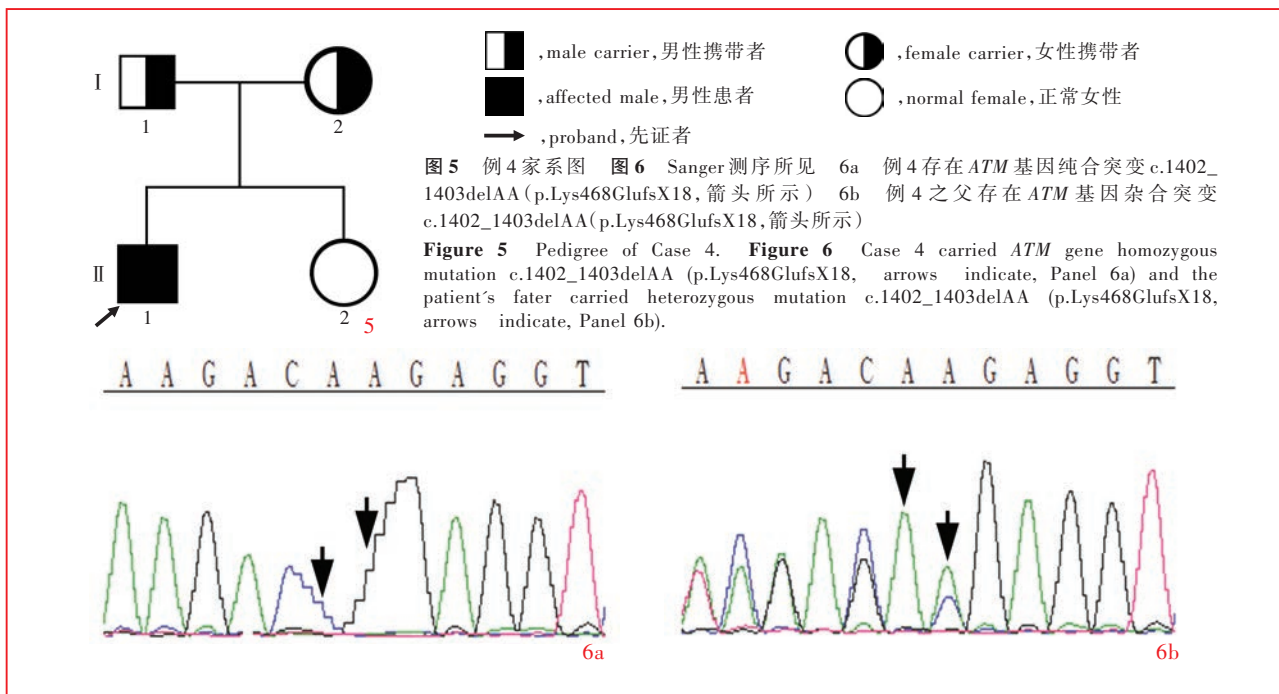 Ⅰ
1
2
,male carrier,男性携带者
,female carrier,女性携带者
,affected male,男性患者
,normal female,正常女性
,proband,先证者
图5 例4家系图 图6 Sanger测序所见 6a 例4存在ATM基因纯合突变c.1402_
1403delAA(p.Lys468GlufsX18,箭头所示) 6b 例4之父存在ATM基因杂合突变
c.1402_1403delAA(p.Lys468GlufsX18,箭头所示)
Figure 5 Pedigree of Case 4. Figure 6 Case 4 carried ATM gene homozygous
mutation c.1402_1403delAA (p.Lys468GlufsX18, arrows indicate, Panel 6a) and the
patient´s fater carried heterozygous mutation c.1402_1403delAA (p.Lys468GlufsX18,
arrows indicate, Panel 6b).
Ⅱ
1
2
5
A A G A C A A G A G G T
6a
A A G A C A A G A G G T
6b